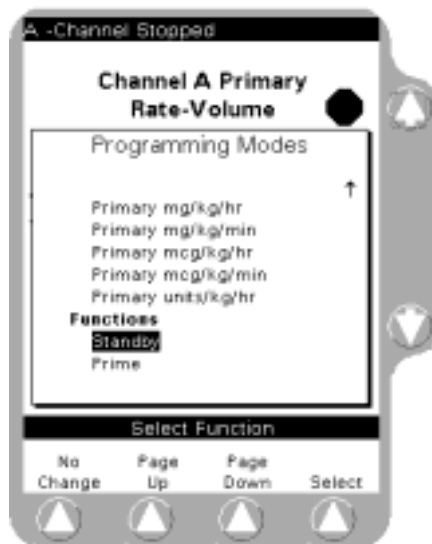 A -Channel Stopped
Channel A Primary
Rate-Volume
Programming Modes
↑
Primary mg/kg/hr
Primary mg/kg/min
Primary mcg/kg/hr
Primary mcg/kg/min
Primary units/kg/hr
Functions
Standby
Prime
Select Function
No Change
Page Up
Page Down
Select